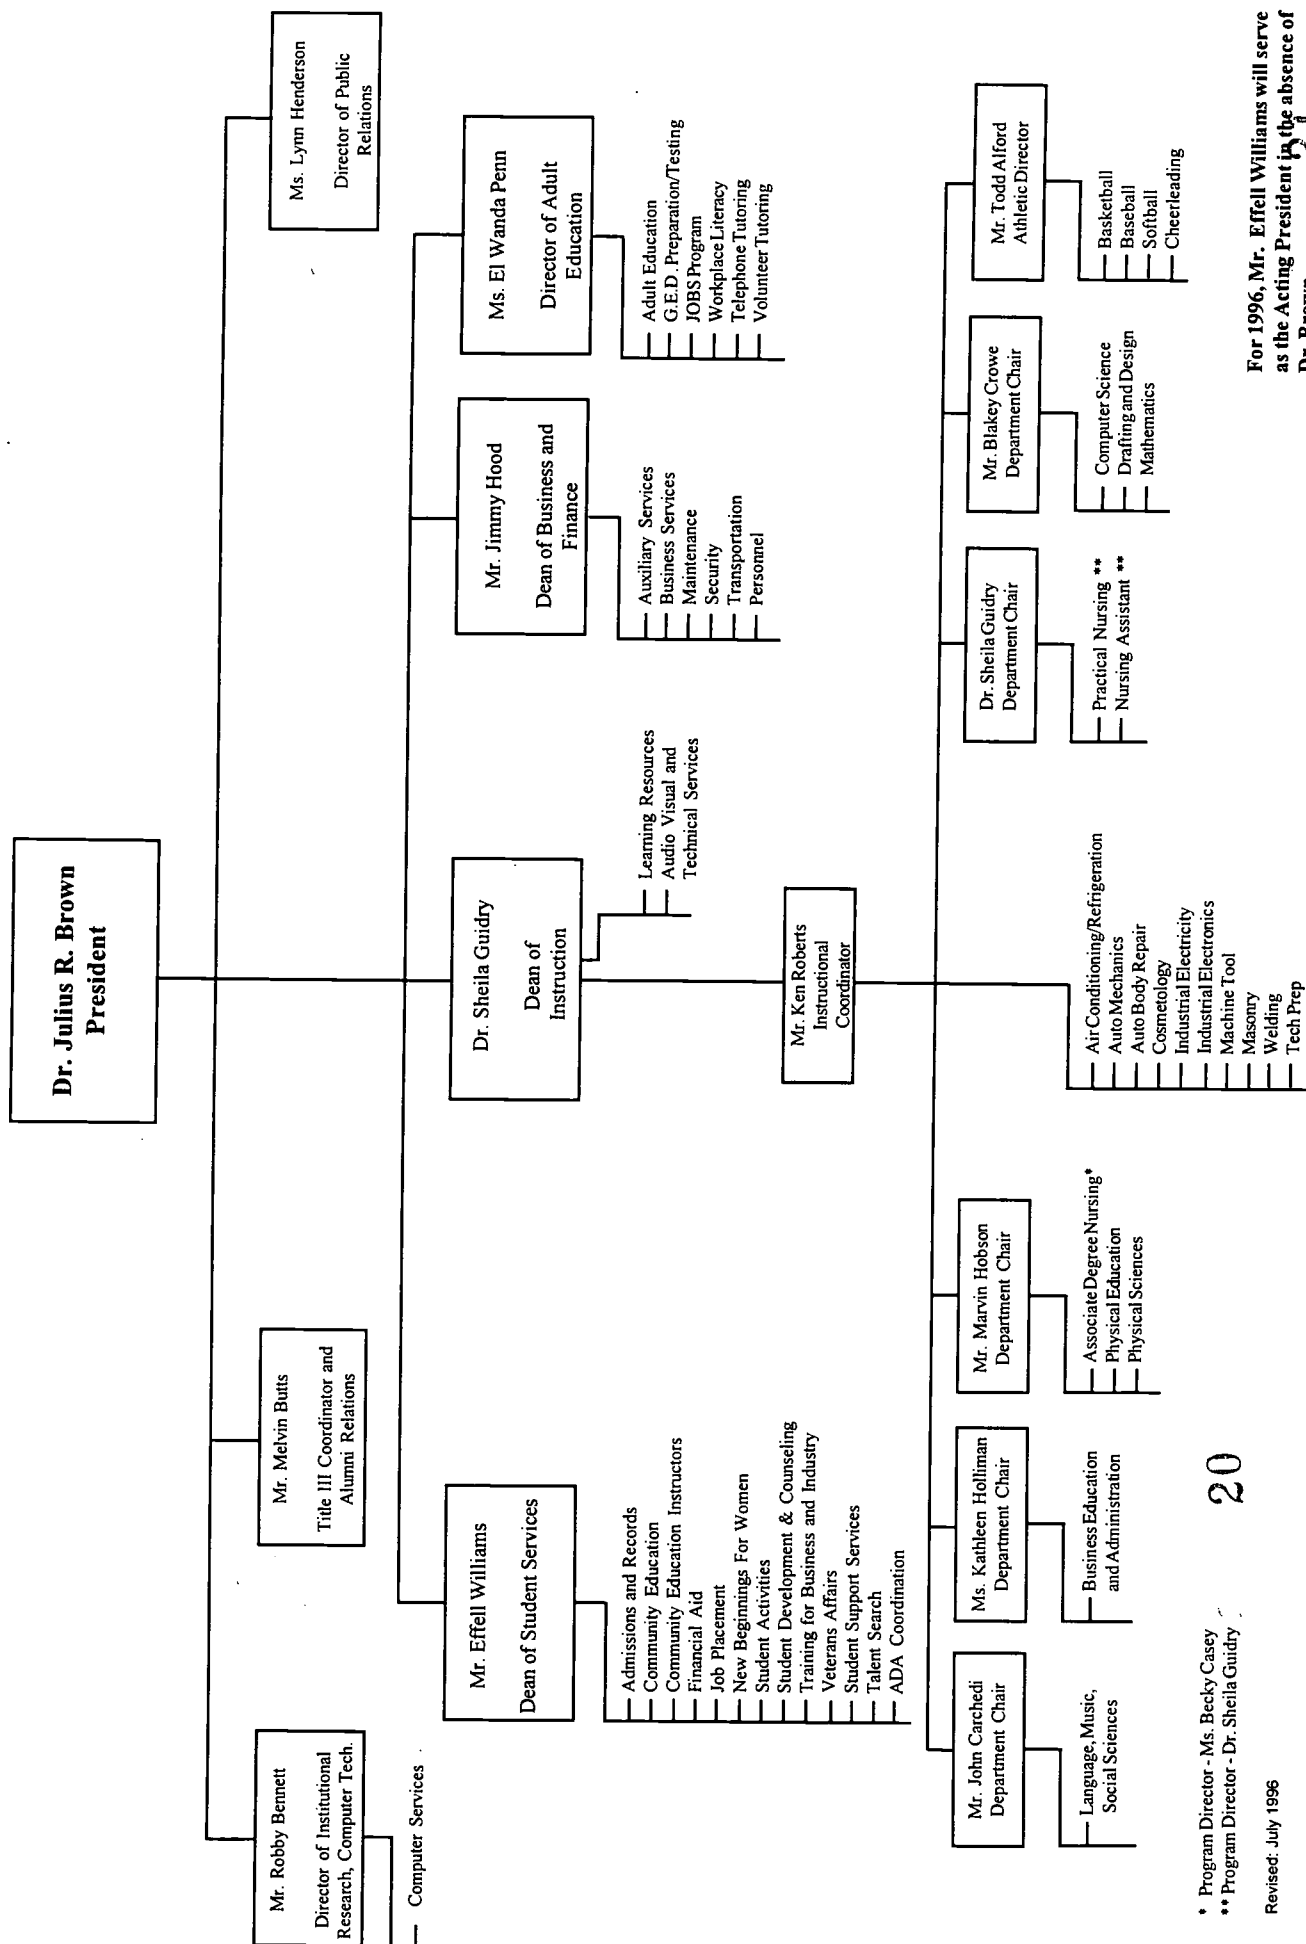 Dr. Julius R. Brown
President
Mr. Robby Bennett
Director of Institutional
Research, Computer Tech.
Computer Services
Mr. Melvin Butts
Title III Coordinator and
Alumni Relations
Ms. Lynn Henderson
Director of Public
Relations
Mr. Effell Williams
Dean of Student Services
Admissions and Records
Community Education
Community Education Instructors
Financial Aid
Job Placement
New Beginnings For Women
Student Activities
Student Development & Counseling
Training for Business and Industry
Veterans Affairs
Student Support Services
Talent Search
ADA Coordination
Dr. Sheila Guidry
Dean of
Instruction
Learning Resources
Audio Visual and
Technical Services
Mr. Jimmy Hood
Dean of Business and
Finance
Auxiliary Services
Business Services
Maintenance
Security
Transportation
Personnel
Ms. El Wanda Penn
Director of Adult
Education
Adult Education
G.E.D. Preparation/Testing
JOBS Program
Workplace Literacy
Telephone Tutoring
Volunteer Tutoring
Mr. Ken Roberts
Instructional
Coordinator
Mr. John Carchedi
Department Chair
Language, Music,
Social Sciences
Ms. Kathleen Holliman
Department Chair
Business Education
and Administration
Mr. Marvin Hobson
Department Chair
Associate Degree Nursing*
Physical Education
Physical Sciences
Air Conditioning/Refrigeration
Auto Mechanics
Auto Body Repair
Cosmetology
Industrial Electricity
Industrial Electronics
Machine Tool
Masonry
Welding
Tech Prep
Dr. Sheila Guidry
Department Chair
Practical Nursing **
Nursing Assistant **
Mr. Blakey Crowe
Department Chair
Computer Science
Drafting and Design
Mathematics
Mr. Todd Alford
Athletic Director
Basketball
Baseball
Softball
Cheerleading
* Program Director - Ms. Becky Casey
** Program Director - Dr. Sheila Guidry
Revised: July 1996
20
For 1996, Mr. Effell Williams will serve
as the Acting President in the absence of
Dr. Brown